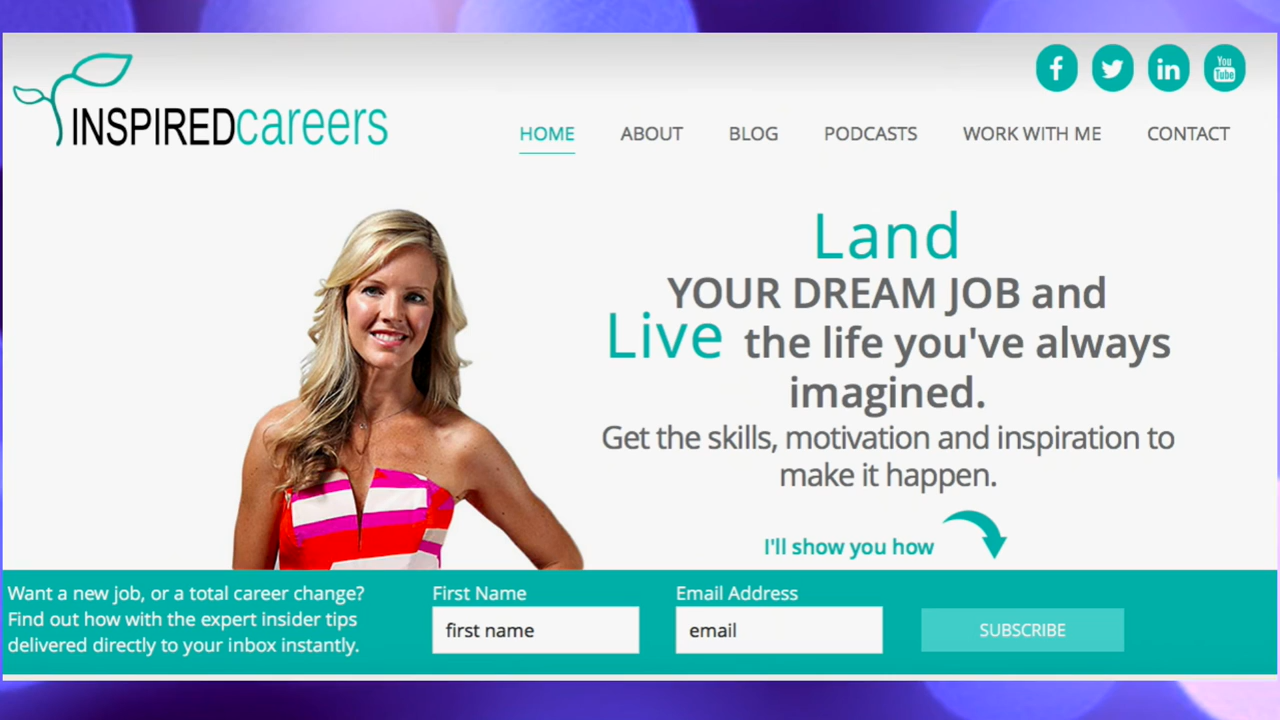 You
Tube
INSPIREDcareers
HOME ABOUT BLOG PODCASTS WORK WITH ME CONTACT
Land
YOUR DREAM JOB and
Live the life you've always
imagined.
Get the skills, motivation and inspiration to
make it happen.
I'll show you how
Want a new job, or a total career change?
Find out how with the expert insider tips
delivered directly to your inbox instantly.
First Name
first name
Email Address
email
SUBSCRIBE